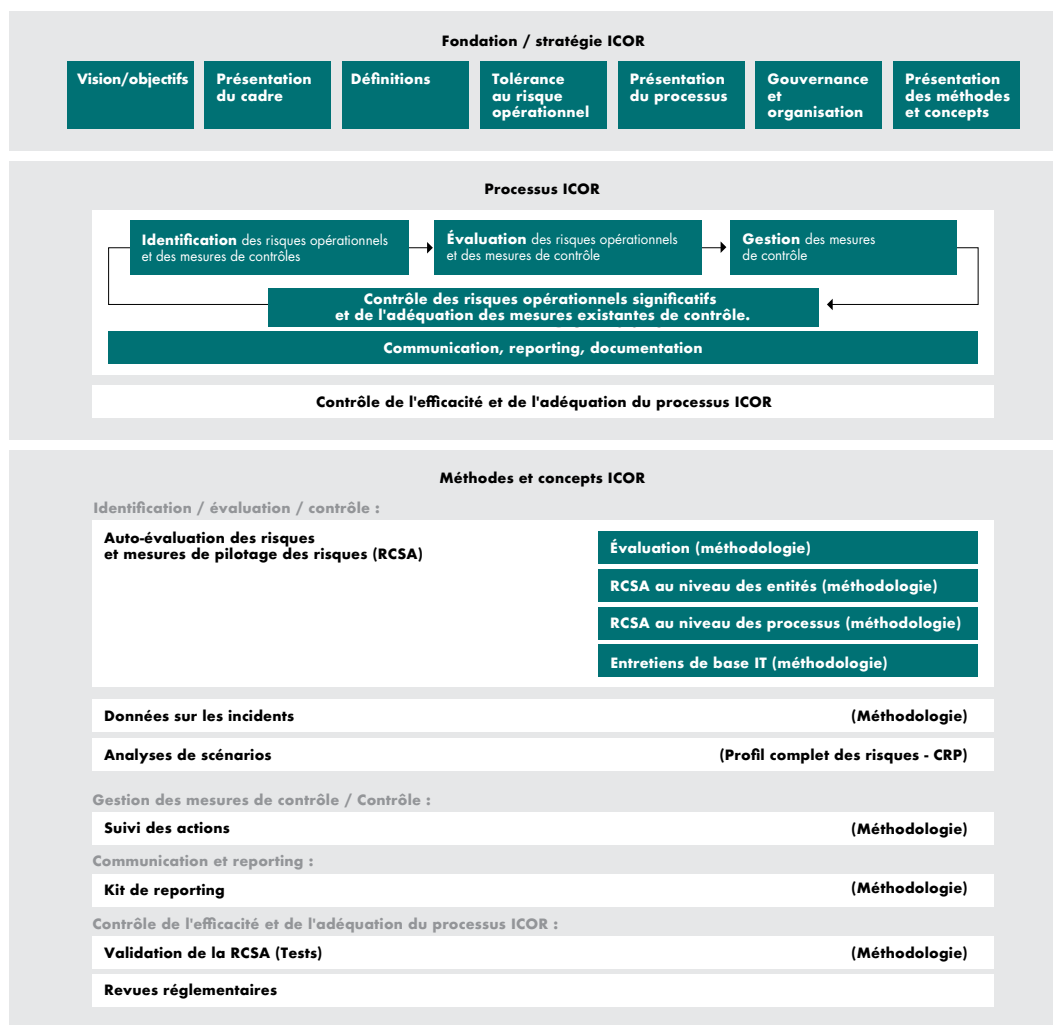 Fondation / stratégie ICOR
Vision/objectifs
Présentation
du cadre
Définitions
Tolérance
au risque
opérationnel
Présentation
du processus
Gouvernance
et
organisation
Présentation
des méthodes
et concepts
Processus ICOR
Identification des risques opérationnels
et des mesures de contrôles
Évaluation des risques opérationnels
et des mesures de contrôle
Gestion des mesures
de contrôle
Contrôle des risques opérationnels significatifs
et de l'adéquation des mesures existantes de contrôle.
Communication, reporting, documentation
Contrôle de l'efficacité et de l'adéquation du processus ICOR
Méthodes et concepts ICOR
Identification / évaluation / contrôle :
Auto-évaluation des risques
et mesures de pilotage des risques (RCSA)
Évaluation (méthodologie)
RCSA au niveau des entités (méthodologie)
RCSA au niveau des processus (méthodologie)
Entretiens de base IT (méthodologie)
Données sur les incidents (Méthodologie)
Analyses de scénarios (Profil complet des risques - CRP)
Gestion des mesures de contrôle / Contrôle :
Suivi des actions (Méthodologie)
Communication et reporting :
Kit de reporting (Méthodologie)
Contrôle de l'efficacité et de l'adéquation du processus ICOR :
Validation de la RCSA (Tests) (Méthodologie)
Revues réglementaires